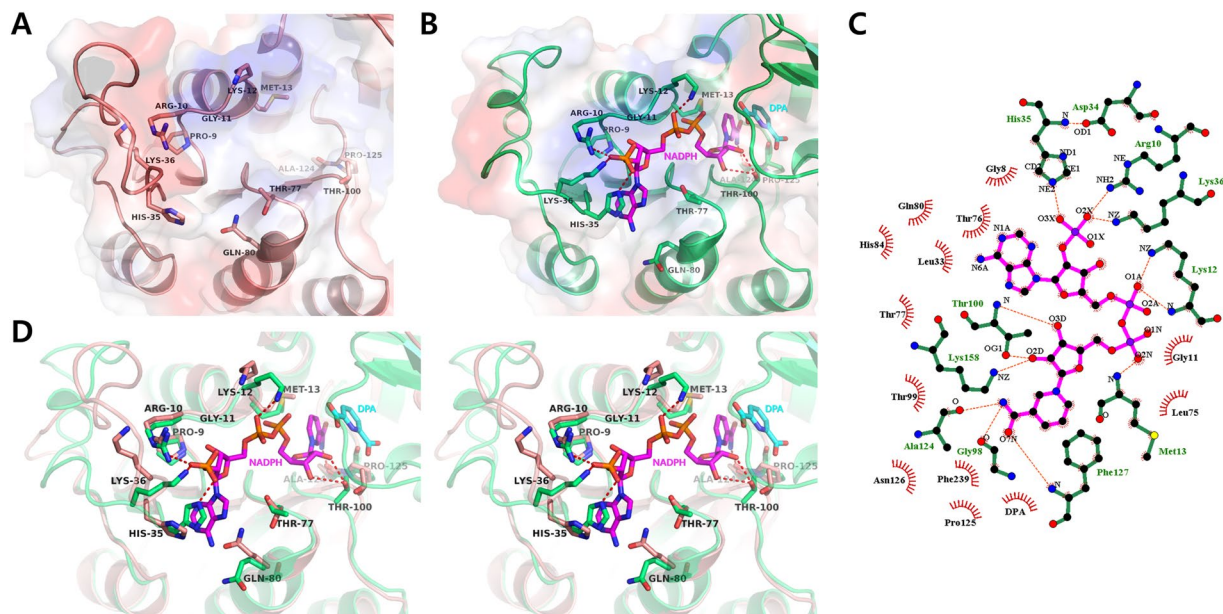 A
LYS-12
MET-13
ARG-10
GLY-11
PRO-9
LYS-36
ALA-124
PRO-125
THR-77
THR-100
HIS-35
GLN-80
B
LYS-12
MET-13
DPA
ARG-10
GLY-11
PRO-9
NADPH
ALA-124
PRO-125
LYS-36
THR-100
THR-77
HIS-35
GLN-80
C
Asp34
His35
N
OD1
Arg10
ND1
CD2
CE1
NE
Gly8
NE2
NH2
Lys36
Gln80
Thr76
O2X
O3X
NZ
O1X
His84
N1A
NZ
Leu33
N6A
Lys12
O1A
O2A
N
Thr100
N
Thr77
O3D
O1N
OG1
O2D
O2N
Gly11
Lys158
NZ
N
Thr99
O
O
Leu75
Ala124
O
O7N
Gly98
Met13
Phe127
Asn126
Phe239
N
DPA
Pro125
D
LYS-12
MET-13
ARG-10
GLY-11
DPA
PRO-9
NADPH
PRO-125
LYS-36
THR-100
THR-77
HIS-35
GLN-80
LYS-12
MET-13
ARG-10
GLY-11
DPA
PRO-9
NADPH
PRO-125
LYS-36
THR-100
THR-77
HIS-35
GLN-80